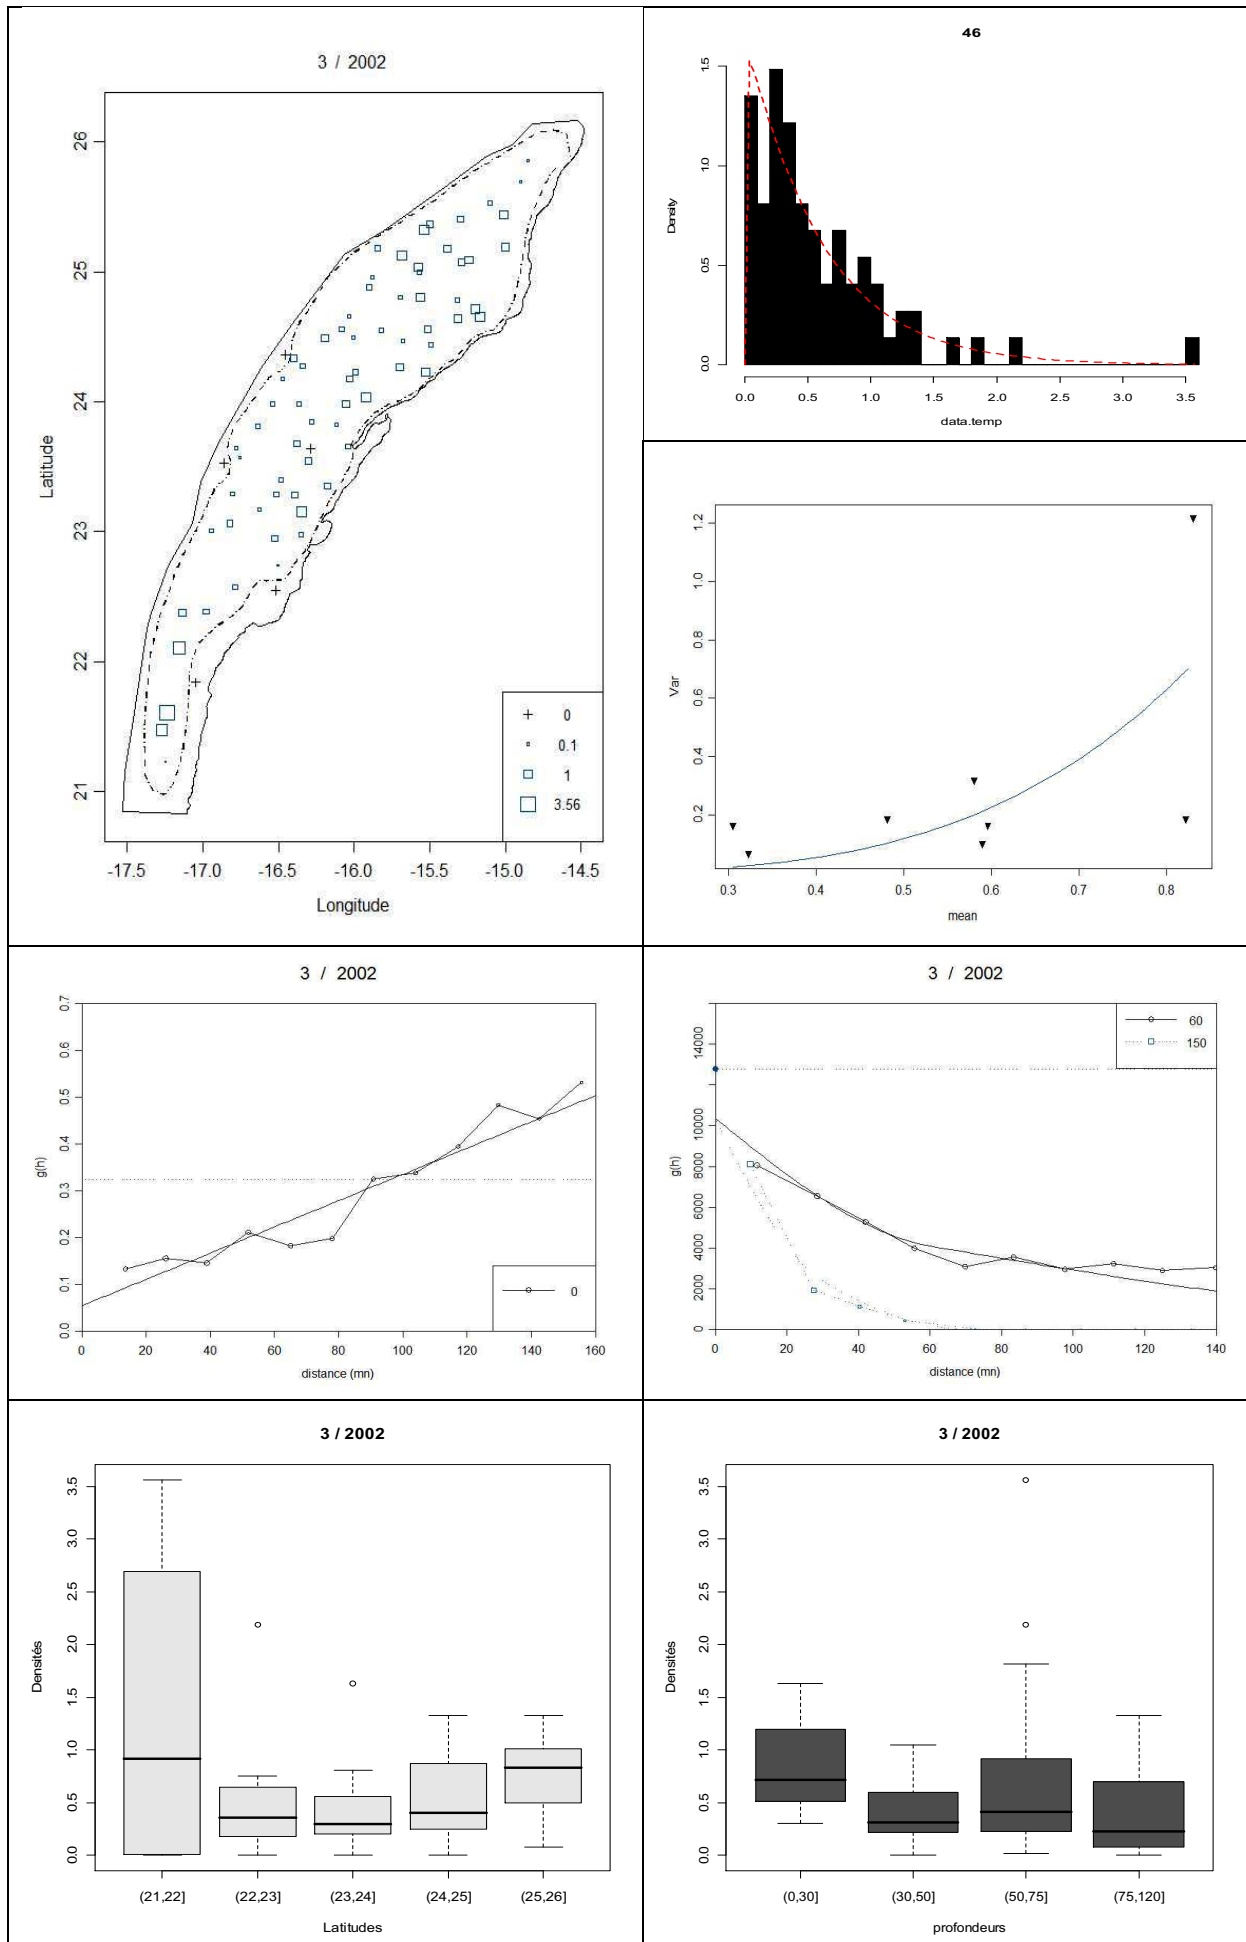 3 / 2002
Latitude
26
25
24
23
22
21
0
0.1
1
3.56
-17.5 -17.0 -16.5 -16.0 -15.5 -15.0 -14.5
Longitude
46
Density
1.5
1.0
0.5
0.0
0.0 0.5 1.0 1.5 2.0 2.5 3.0 3.5
data.temp
Var
1.2
1.0
0.8
0.6
0.4
0.2
0.3 0.4 0.5 0.6 0.7 0.8
mean
3 / 2002
g(h)
0.7
0.6
0.5
0.4
0.3
0.2
0.1
0.0
0
0 20 40 60 80 100 120 140 160
distance (mn)
3 / 2002
g(h)
14000
10000
8000
6000
4000
2000
0
60
150
0 20 40 60 80 100 120 140
distance (mn)
3 / 2002
Densités
3.5
3.0
2.5
2.0
1.5
1.0
0.5
0.0
(21,22] (22,23] (23,24] (24,25] (25,26]
Latitudes
3 / 2002
Densités
3.5
3.0
2.5
2.0
1.5
1.0
0.5
0.0
(0,30] (30,50] (50,75] (75,120]
profondeurs